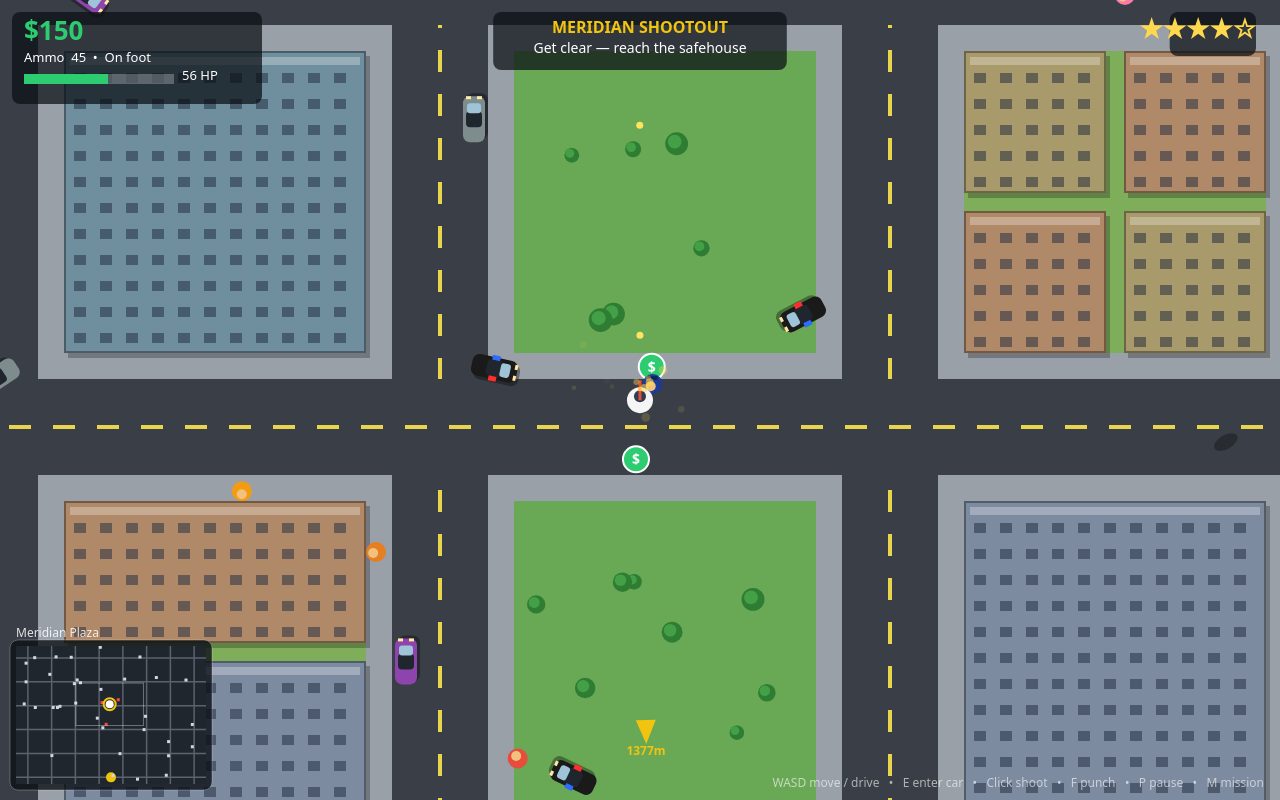 $150
Ammo 45 • On foot
56 HP
MERIDIAN SHOOTOUT
Get clear — reach the safehouse
★★★★☆
$
$
Meridian Plaza
1377m
WASD move / drive • E enter car • Click shoot • F punch • P pause • M mission